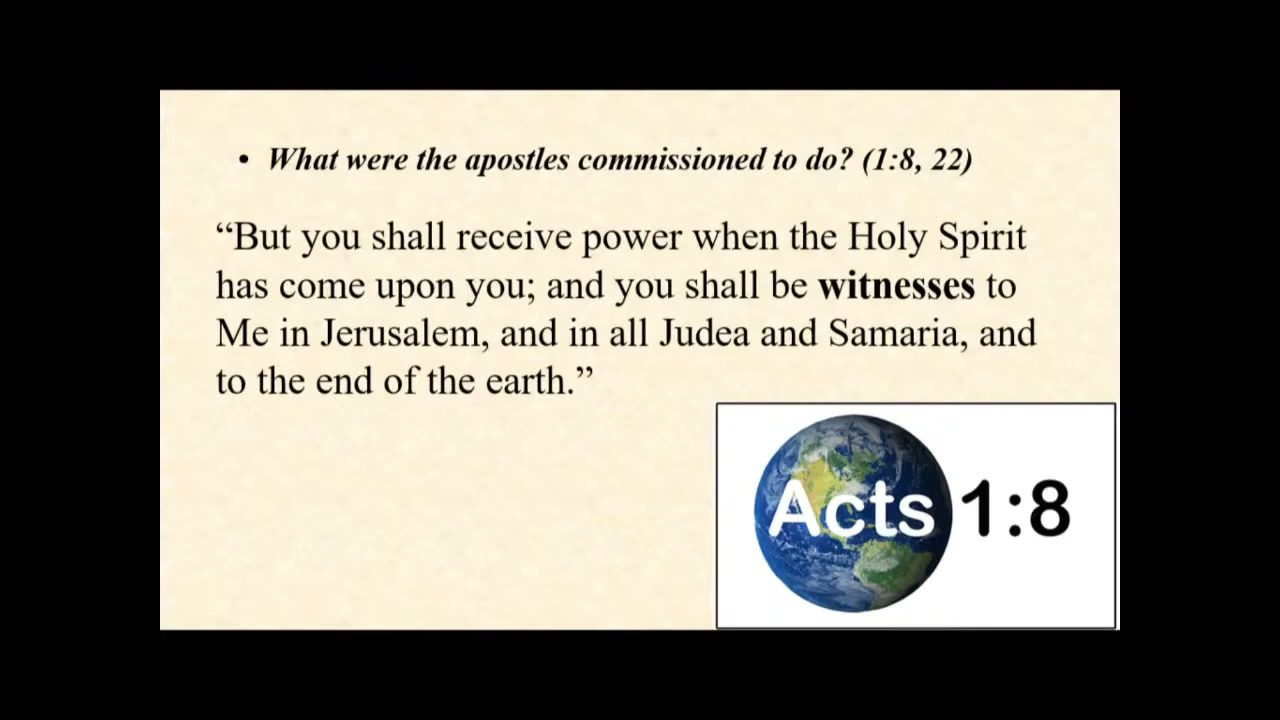 • What were the apostles commissioned to do? (1:8, 22)
“But you shall receive power when the Holy Spirit
has come upon you; and you shall be witnesses to
Me in Jerusalem, and in all Judea and Samaria, and
to the end of the earth.”
Acts 1:8